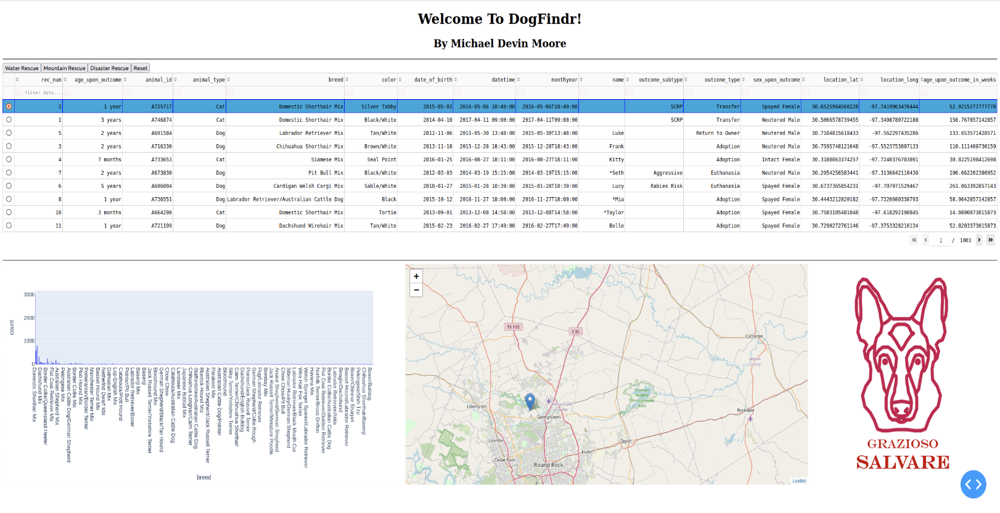 Welcome To DogFindr!
By Michael Devin Moore
Water Rescue Mountain Rescue Disaster Rescue Reset
rec_num age_upon_outcome animal_id animal_type breed color date_of_birth datetime monthyear name outcome_subtype outcome_type sex_upon_outcome location_lat location_long age_upon_outcome_in_weeks
filter data...
2 1 year A725717 Cat Domestic Shorthair Mix Silver Tabby 2015-05-02 2016-05-06 10:49:00 2016-05-06T10:49:00 SCRP Transfer Spayed Female 30.6525984560228 -97.7419963476444 52.9215277777778
1 3 years A746874 Cat Domestic Shorthair Mix Black/White 2014-04-10 2017-04-11 09:00:00 2017-04-11T09:00:00 SCRP Transfer Neutered Male 30.5066578739455 -97.3408780722188 156.767857142857
5 2 years A691584 Dog Labrador Retriever Mix Tan/White 2012-11-06 2015-05-30 13:48:00 2015-05-30T13:48:00 Luke Return to Owner Neutered Male 30.7104815618433 -97.562297435286 133.653571428571
3 2 years A716330 Dog Chihuahua Shorthair Mix Brown/White 2013-11-18 2015-12-28 18:43:00 2015-12-28T18:43:00 Frank Adoption Neutered Male 30.7595748121648 -97.5523753807133 110.111408730159
4 7 months A733653 Cat Siamese Mix Seal Point 2016-01-25 2016-08-27 18:11:00 2016-08-27T18:11:00 Kitty Adoption Intact Female 30.3188063374257 -97.7240376703891 30.8225198412698
7 2 years A673830 Dog Pit Bull Mix Black/White 2012-03-03 2014-03-19 15:15:00 2014-03-19T15:15:00 *Seth Aggressive Euthanasia Neutered Male 30.2954256583441 -97.3136642110436 106.662202380952
6 5 years A696004 Dog Cardigan Welsh Corgi Mix Sable/White 2010-01-27 2015-01-28 10:39:00 2015-01-28T10:39:00 Lucy Rabies Risk Euthanasia Spayed Female 30.6737365854231 -97.707971529467 261.063392857143
8 1 year A736551 Dog Labrador Retriever/Australian Cattle Dog Black 2015-10-12 2016-11-27 18:00:00 2016-11-27T18:00:00 *Mia Adoption Spayed Female 30.4443212820182 -97.7326980338793 58.9642857142857
10 3 months A664290 Cat Domestic Shorthair Mix Tortie 2013-09-01 2013-12-08 14:58:00 2013-12-08T14:58:00 *Taylor Adoption Spayed Female 30.7583105481048 -97.618292198845 14.0890873015873
11 1 year A721199 Dog Dachshund Wirehair Mix Tan/White 2015-02-23 2016-02-27 17:49:00 2016-02-27T17:49:00 Belle Adoption Spayed Female 30.7290272761146 -97.3753328216134 52.8203373015873
« ‹ 1 / 1001 › »
3000
2000
1000
0
count
Domestic Shorthair Mix
Dachshund Mix
Border Collie/Queensland Heeler
Flat Coat Retriever Mix
Australian Shepherd Mix
Pekingese Mix
Australian Cattle Dog/German Shepherd
Border Collie Mix
Plott Hound Mix
Pomeranian/Border Terrier
Manchester Terrier Mix
Basset Hound Mix
Netherlnd Dwarf Mix
Dalmatian Mix
Lop-English Mix
Catahoula/Plott Hound
Pointer/Pit Bull
Labrador Retriever/Boxer
Basenji Mix
Basenji
Jack Russell Terrier/Yorkshire Terrier
Bloodhound Mix
German Shepherd/Black/Tan Hound
Chow Chow Mix
Catahoula/Australian Cattle Dog
Landseer Mix
Japanese Bobtail Mix
Chihuahua Longhair/Cairn Terrier
Staffordshire/Australian Cattle Dog
Bluetick Hound Mix
Australian Shepherd/Jack Russell Terrier
Parakeet Mix
Australian Cattle Dog/Pointer
Bloodhound
Silky Terrier/Yorkshire Terrier
Cairn Terrier/Chihuahua Shorthair
Dachshund/English Bulldog
Pointer/Jack Russell Terrier
German Shepherd/Collie Rough
Pug/Labrador Retriever
Bombay Mix
Jack Russell Terrier/Miniature Poodle
Anatol Shepherd/German Shepherd
Chow Chow/Pit Bull
Siberian Husky/German Shepherd
Labrador Retriever/Black Mouth Cur
Wire Hair Fox Terrier
Welsh Springer Spaniel/Labrador Retriever
Havana Mix
Norfolk Terrier/Bruss Griffon
Flat Coat Retriever/Golden Retriever
Border Collie/Australian Cattle Dog
Labrador Retriever/Akita
Beagle/Dachshund
Basset Hound/Labrador Retriever
Boxer/Chinese Sharpei
Pekingese/Shih Tzu
Chihuahua Shorthair/Basenji
Boxer/Bulldog
breed
+
−
TX 195
I 35
Cameron
Milam
County
Granger
Wildlife
Management
Area
Liberty Hill
Williamson
County
Georgetown
Rockdale
Leander
Taylor
Hutto
Cedar Park
Round Rock
Leaflet
GRAZIOSO
SALVARE